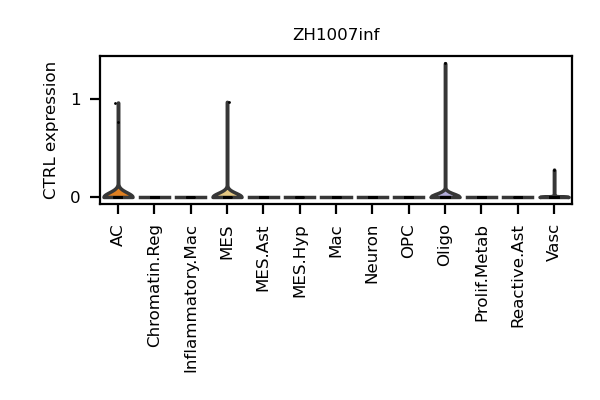 ZH1007inf
CTRL expression
1
0
AC
Chromatin.Reg
Inflammatory.Mac
MES
MES.Ast
MES.Hyp
Mac
Neuron
OPC
Oligo
Prolif.Metab
Reactive.Ast
Vasc